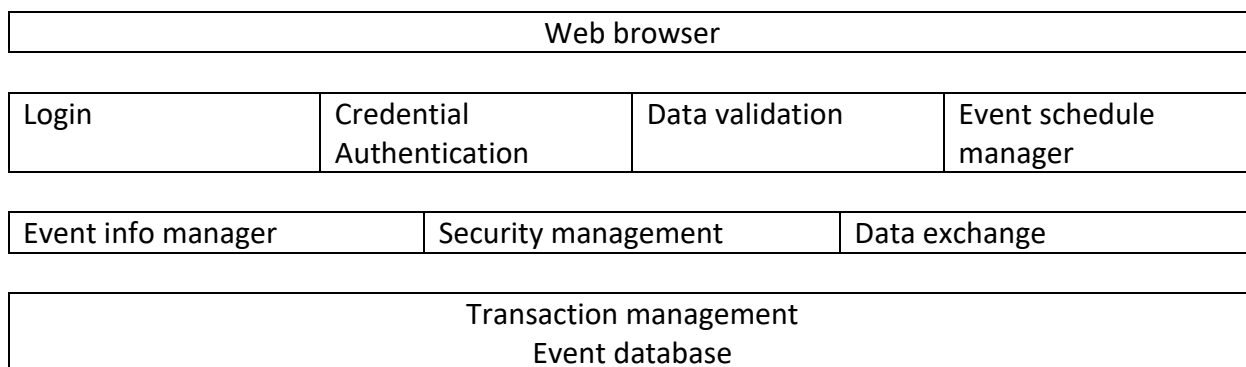 Web browser
Login
Credential
Authentication
Data validation
Event schedule
manager
Event info manager
Security management
Data exchange
Transaction management
Event database